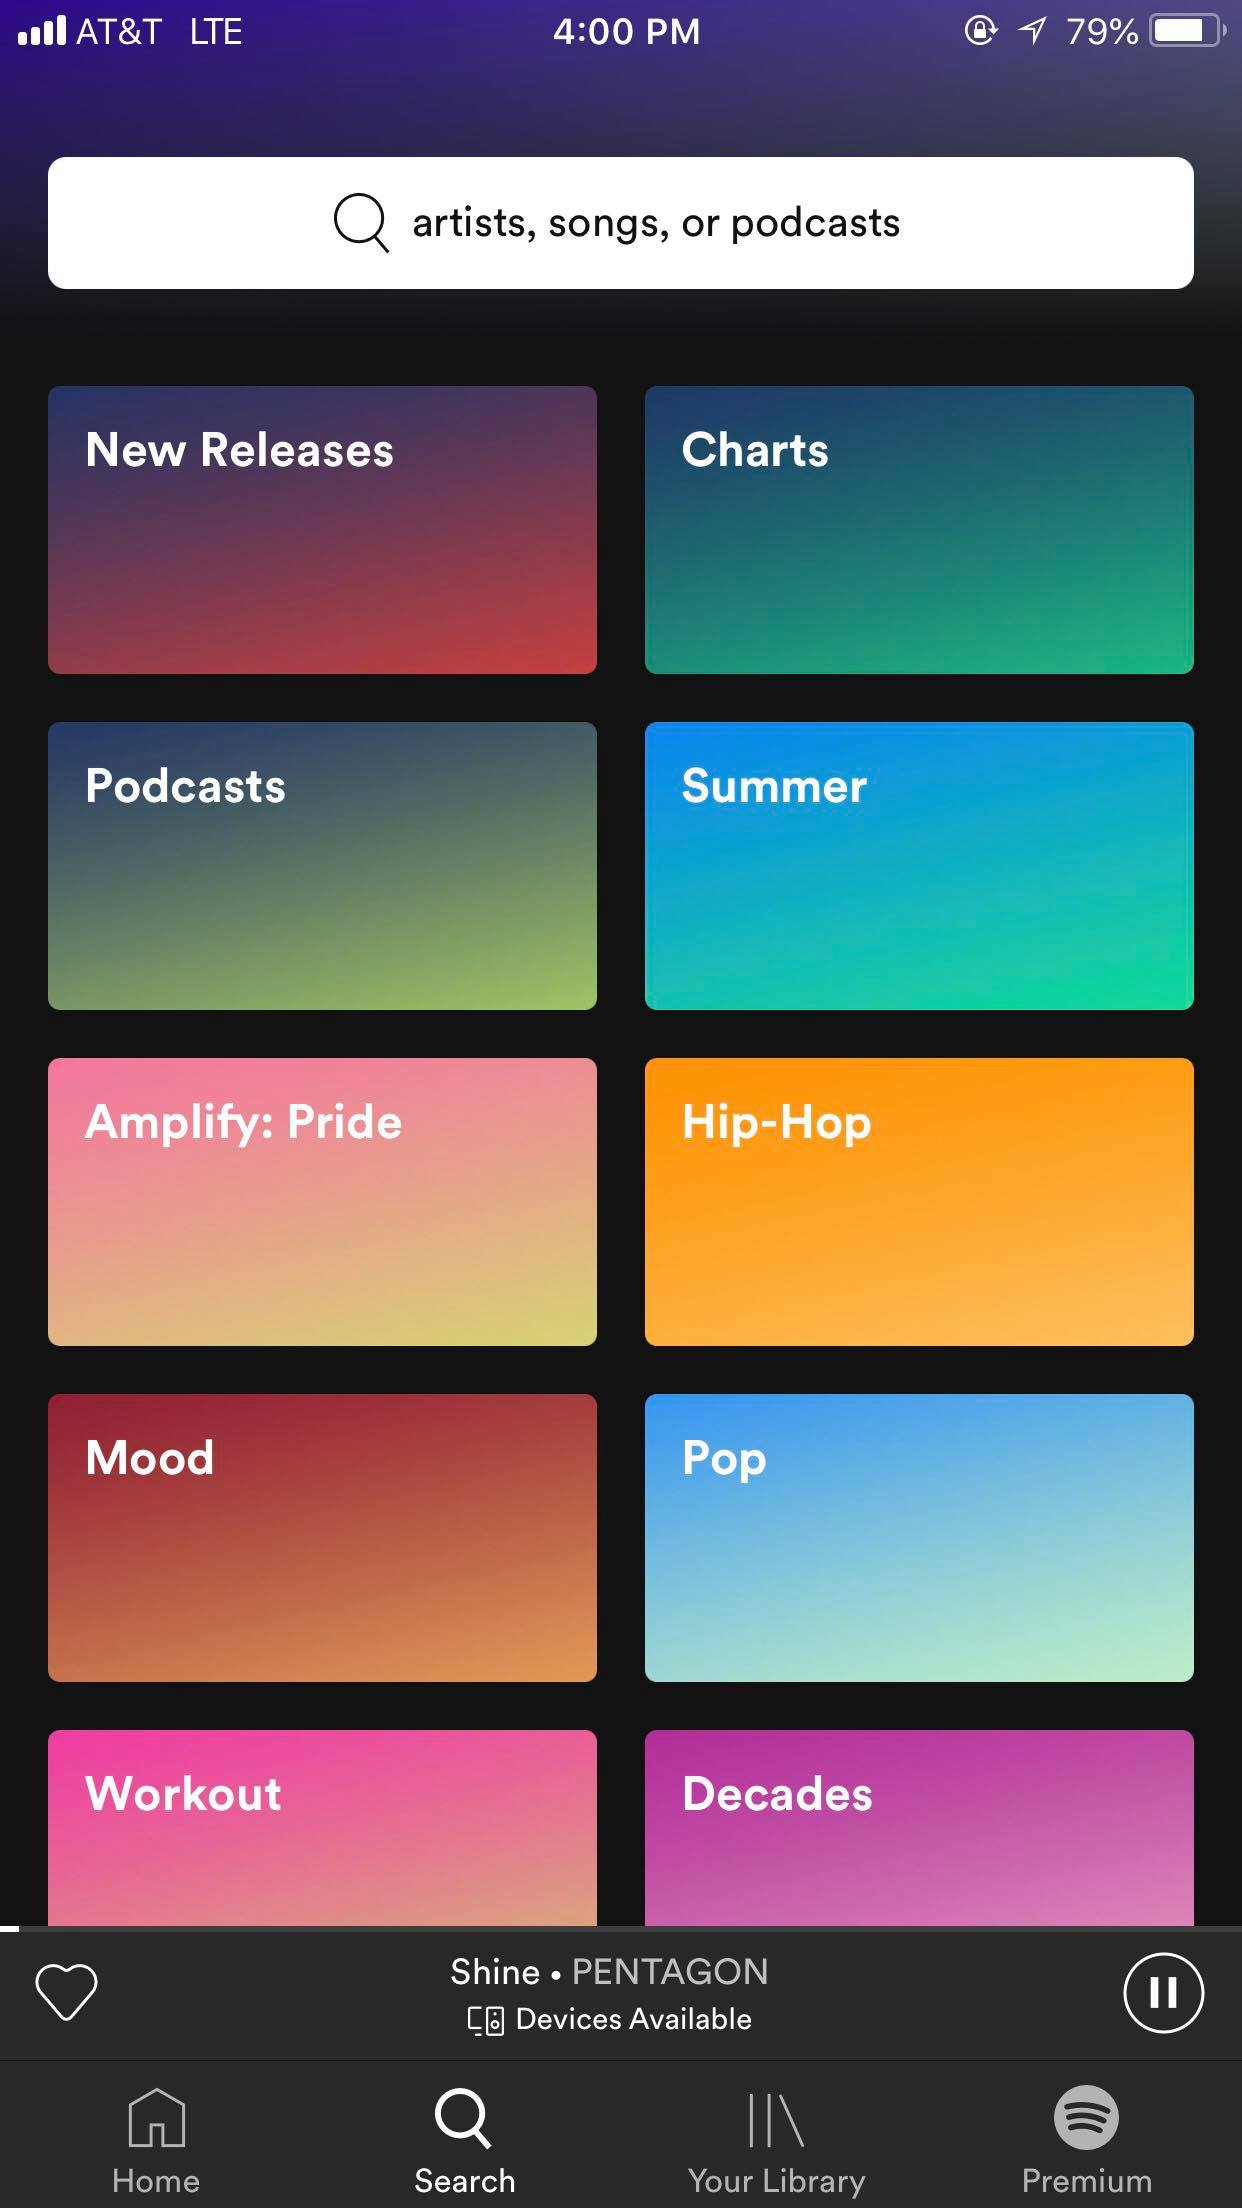 AT&T LTE 4:00 PM 79%
artists, songs, or podcasts
New Releases
Charts
Podcasts
Summer
Amplify: Pride
Hip-Hop
Mood
Pop
Workout
Decades
Shine • PENTAGON
Devices Available
Home
Search
Your Library
Premium